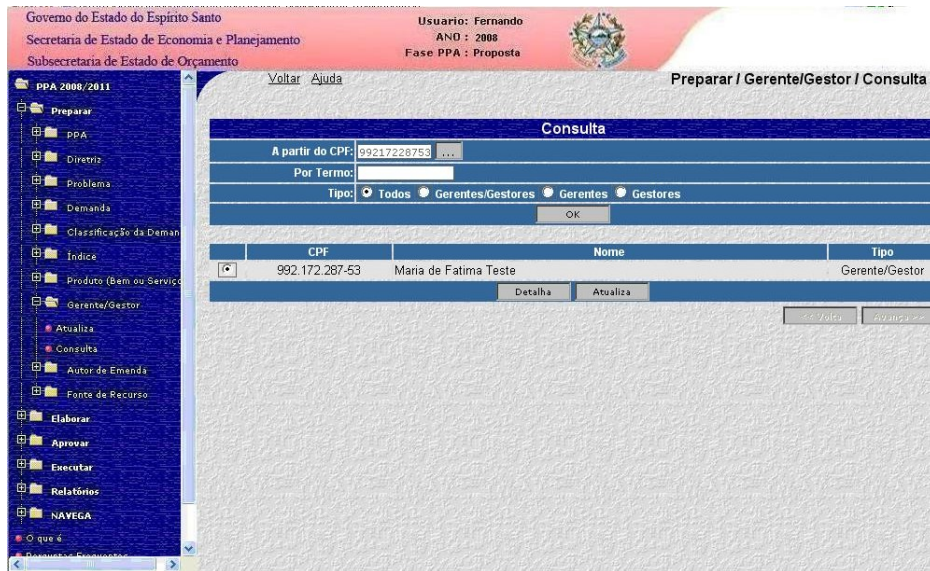 Governo do Estado do Espírito Santo
Secretaria de Estado de Economia e Planejamento
Subsecretaria de Estado de Orçamento
Usuario: Fernando
ANO : 2008
Fase PPA : Proposta
PPA 2008/2011
Preparar
PPA
Diretriz
Problema
Demanda
Classificação da Deman
Índice
Produto (Bem ou Serviço
Gerente/Gestor
Atualiza
Consulta
Autor de Emenda
Fonte de Recurso
Elaborar
Aprovar
Executar
Relatórios
NAVEGA
O que é
Perguntas Frequentes
Voltar Ajuda
Preparar / Gerente/Gestor / Consulta
Consulta
A partir do CPF: 99217228753 ...
Por Termo:
Tipo: Todos Gerentes/Gestores Gerentes Gestores
OK
CPF Nome Tipo
992.172.287-53 Maria de Fatima Teste Gerente/Gestor
Detalha Atualiza
<< Volta Avança >>